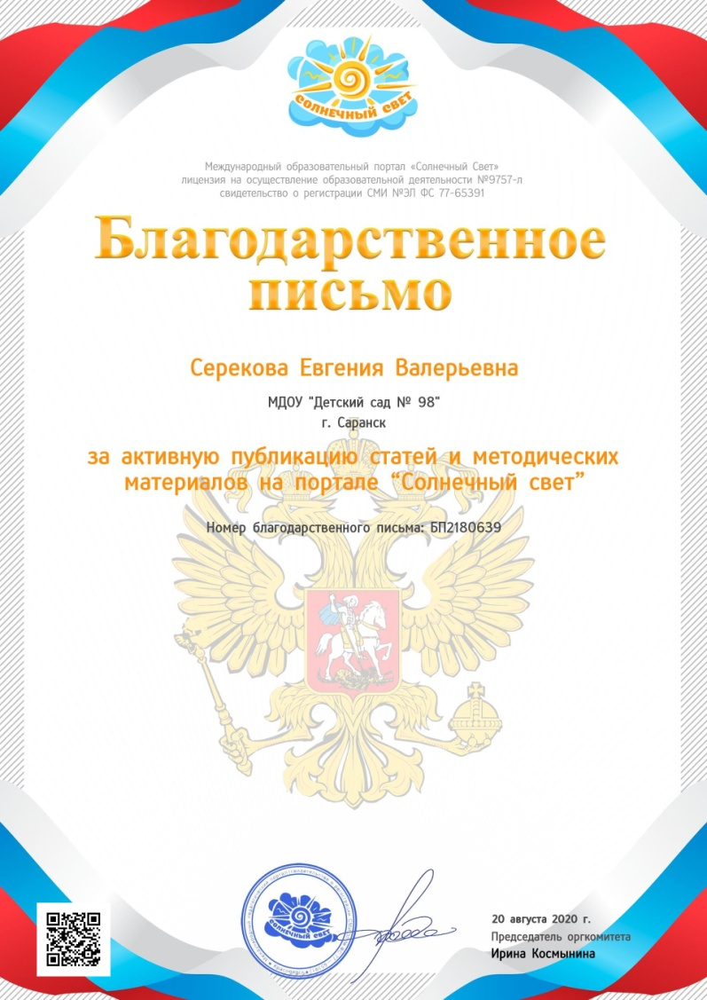 СОЛНЕЧНЫЙ СВЕТ
Международный образовательный портал «Солнечный Свет»
лицензия на осуществление образовательной деятельности №9757-л
свидетельство о регистрации СМИ №ЭЛ ФС 77-65391
Благодарственное
письмо
Серекова Евгения Валерьевна
МДОУ "Детский сад № 98"
г. Саранск
за активную публикацию статей и методических
материалов на портале “Солнечный свет”
Номер благодарственного письма: БП2180639
СОЛНЕЧНЫЙ СВЕТ
20 августа 2020 г.
Председатель оргкомитета
Ирина Космынина